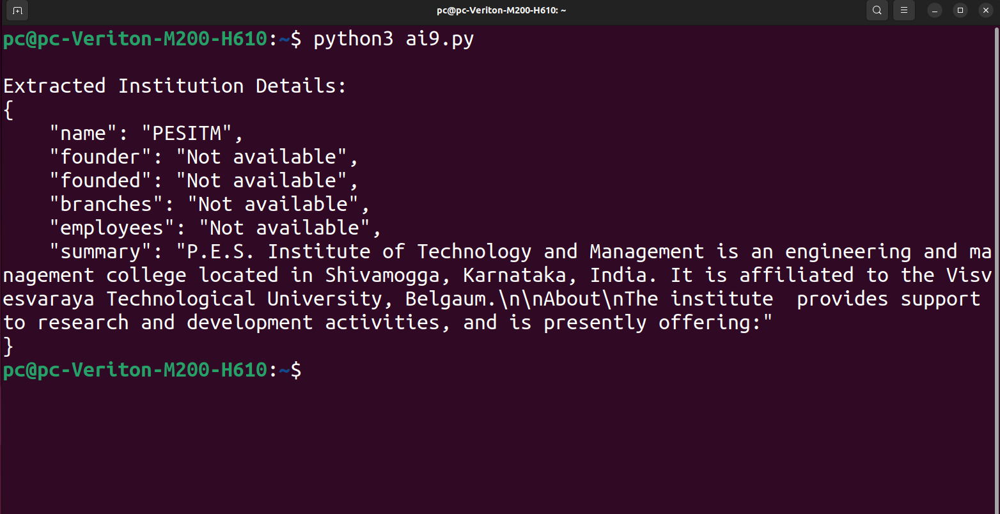 pc@pc-Veriton-M200-H610: ~
pc@pc-Veriton-M200-H610:~$ python3 ai9.py
Extracted Institution Details:
{
    "name": "PESITM",
    "founder": "Not available",
    "founded": "Not available",
    "branches": "Not available",
    "employees": "Not available",
    "summary": "P.E.S. Institute of Technology and Management is an engineering and ma
nagement college located in Shivamogga, Karnataka, India. It is affiliated to the Visv
esvaraya Technological University, Belgaum.\n\nAbout\nThe institute  provides support 
to research and development activities, and is presently offering:"
}
pc@pc-Veriton-M200-H610:~$